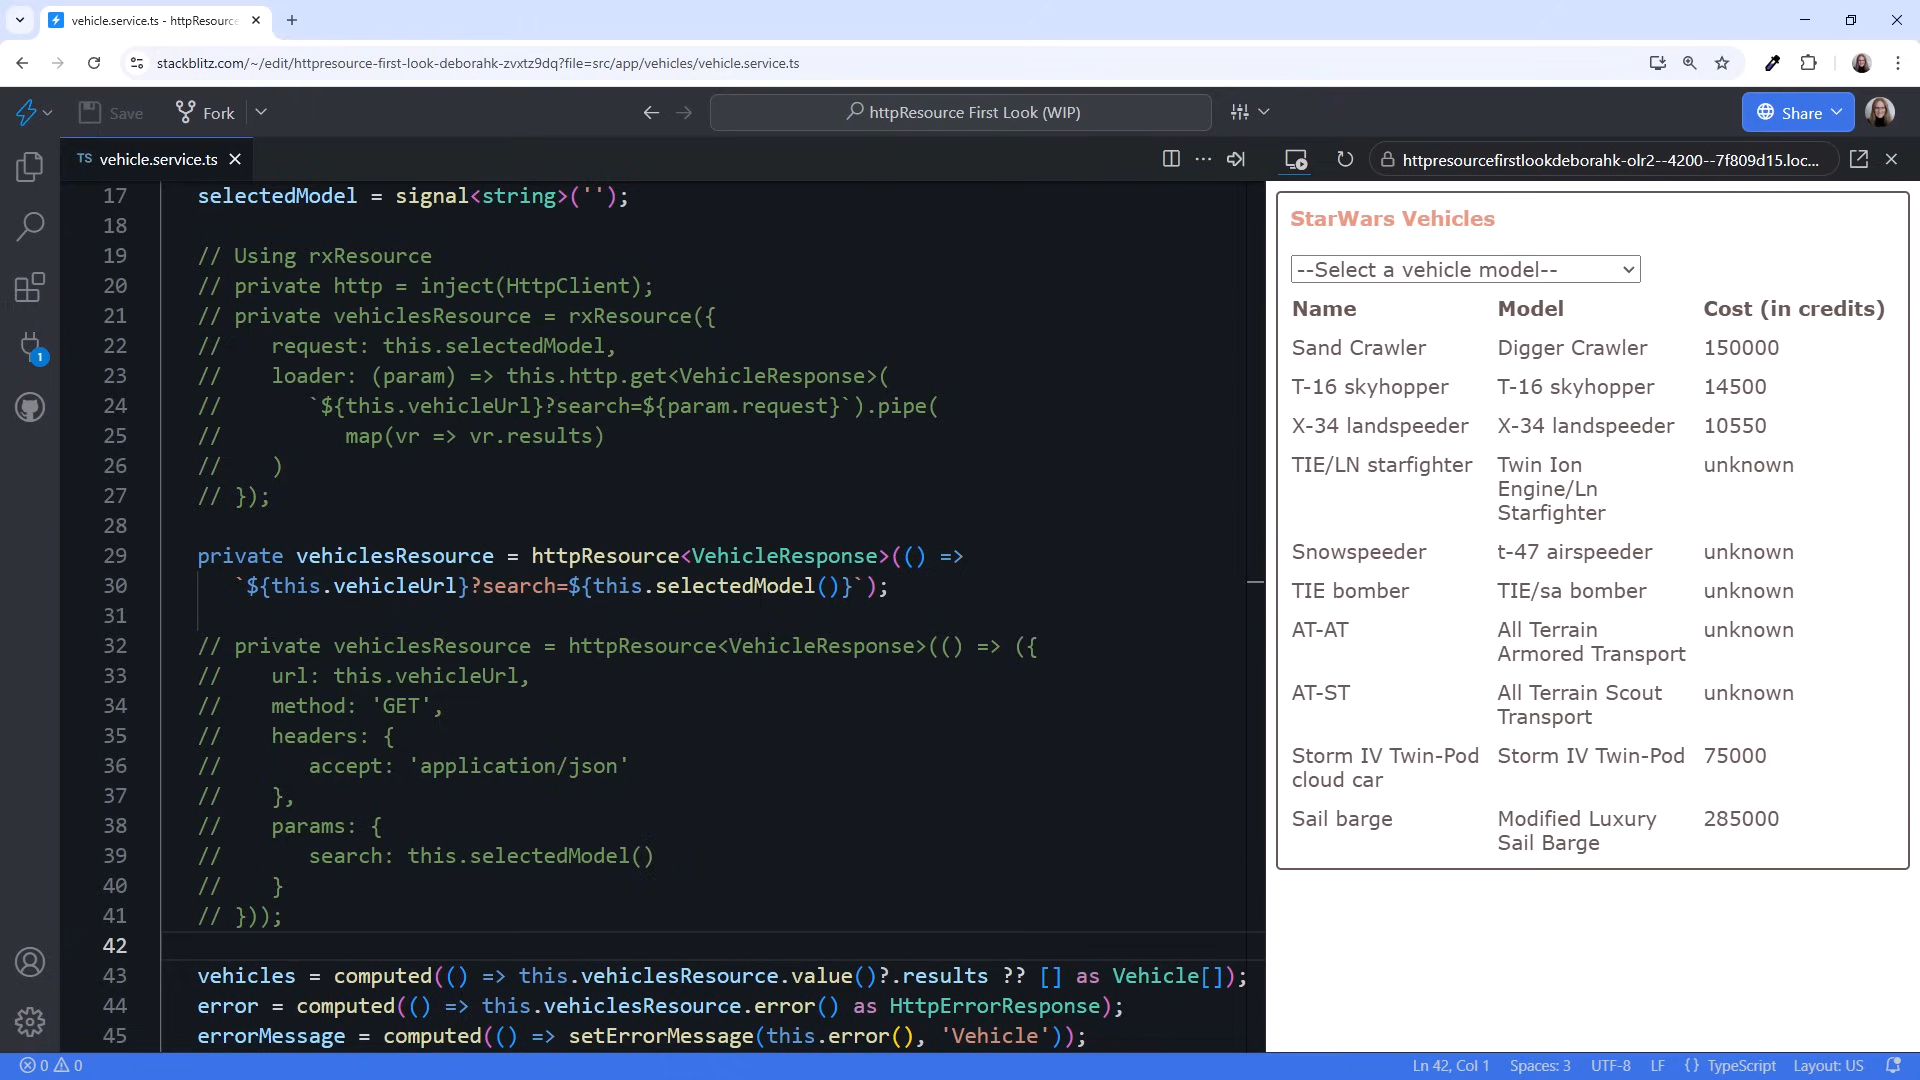 vehicle.service.ts - httpResource
stackblitz.com/~/edit/httpresource-first-look-deborahk-zvxtz9dq?file=src/app/vehicles/vehicle.service.ts
Save
Fork
httpResource First Look (WIP)
Share
TS vehicle.service.ts
httpresourcefirstlookdeborahk-olr2--4200--7f809d15.loc...
17 selectedModel = signal<string>('');
18
19 // Using rxResource
20 // private http = inject(HttpClient);
21 // private vehiclesResource = rxResource({
22 //    request: this.selectedModel,
23 //    loader: (param) => this.http.get<VehicleResponse>(
24 //       `${this.vehicleUrl}?search=${param.request}`).pipe(
25 //          map(vr => vr.results)
26 //    )
27 // });
28
29 private vehiclesResource = httpResource<VehicleResponse>(() =>
30    `${this.vehicleUrl}?search=${this.selectedModel()}`);
31
32 // private vehiclesResource = httpResource<VehicleResponse>(() => ({
33 //    url: this.vehicleUrl,
34 //    method: 'GET',
35 //    headers: {
36 //       accept: 'application/json'
37 //    },
38 //    params: {
39 //       search: this.selectedModel()
40 //    }
41 // }));
42
43 vehicles = computed(() => this.vehiclesResource.value()?.results ?? [] as Vehicle[]);
44 error = computed(() => this.vehiclesResource.error() as HttpErrorResponse);
45 errorMessage = computed(() => setErrorMessage(this.error(), 'Vehicle'));
1
StarWars Vehicles
--Select a vehicle model--
Name Model Cost (in credits)
Sand Crawler Digger Crawler 150000
T-16 skyhopper T-16 skyhopper 14500
X-34 landspeeder X-34 landspeeder 10550
TIE/LN starfighter Twin Ion unknown
Engine/Ln
Starfighter
Snowspeeder t-47 airspeeder unknown
TIE bomber TIE/sa bomber unknown
AT-AT All Terrain unknown
Armored Transport
AT-ST All Terrain Scout unknown
Transport
Storm IV Twin-Pod Storm IV Twin-Pod 75000
cloud car
Sail barge Modified Luxury 285000
Sail Barge
0 0
Ln 42, Col 1 Spaces: 3 UTF-8 LF {} TypeScript Layout: US